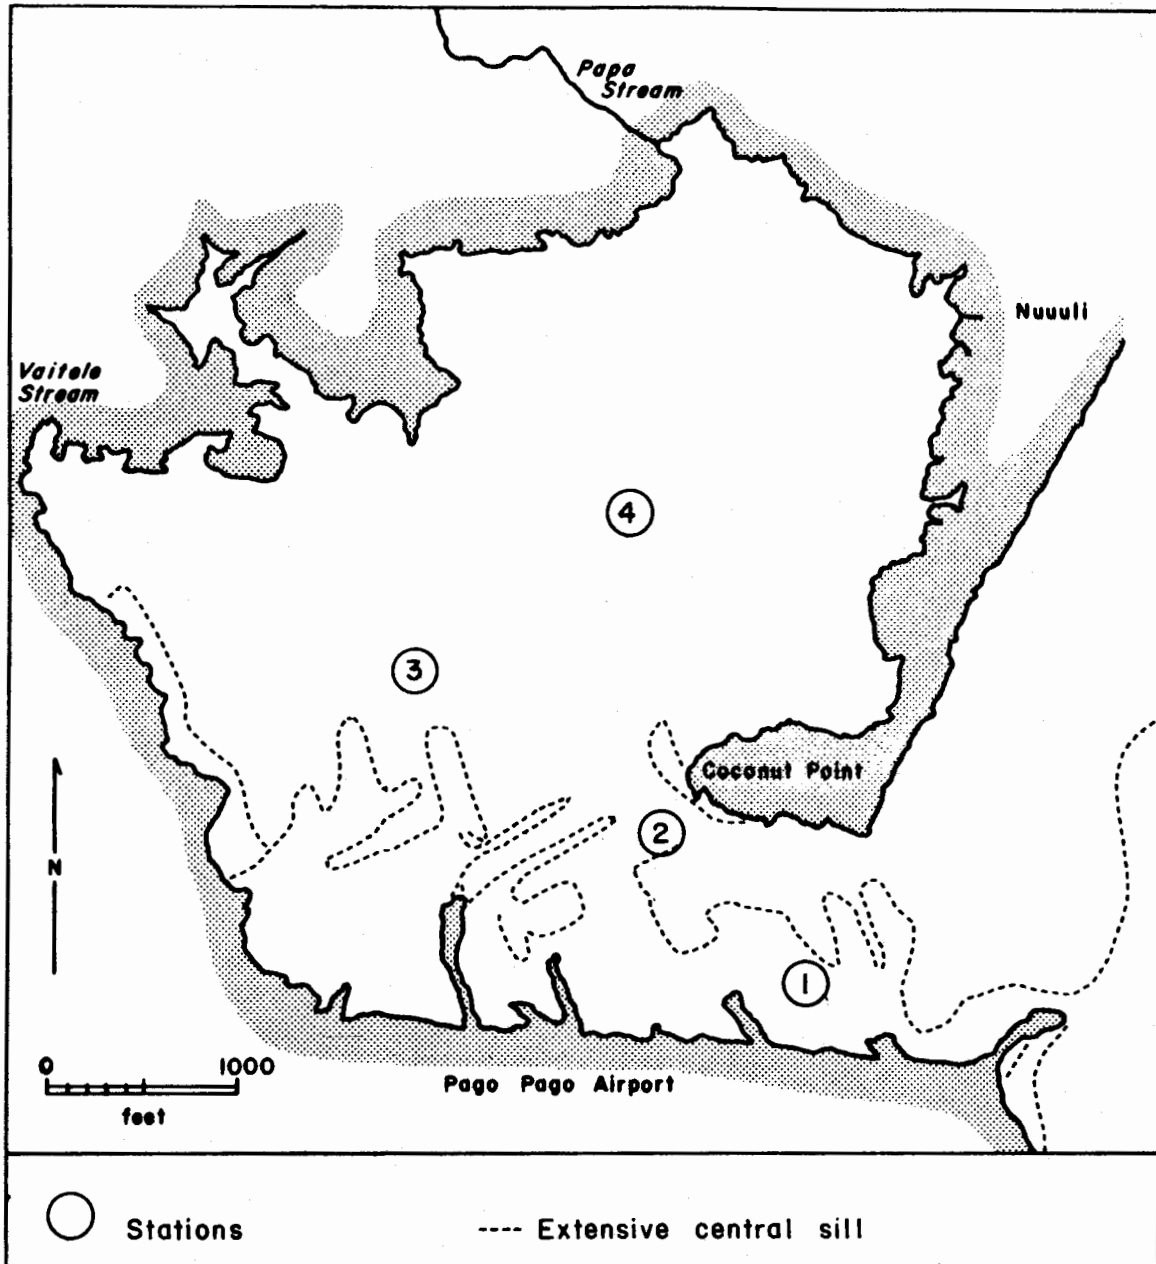 Papa
Stream
Nuuuli
Vaitele
Stream
4
3
Coconut Point
2
N
1
0 1000
feet
Pago Pago Airport
Stations
Extensive central sill